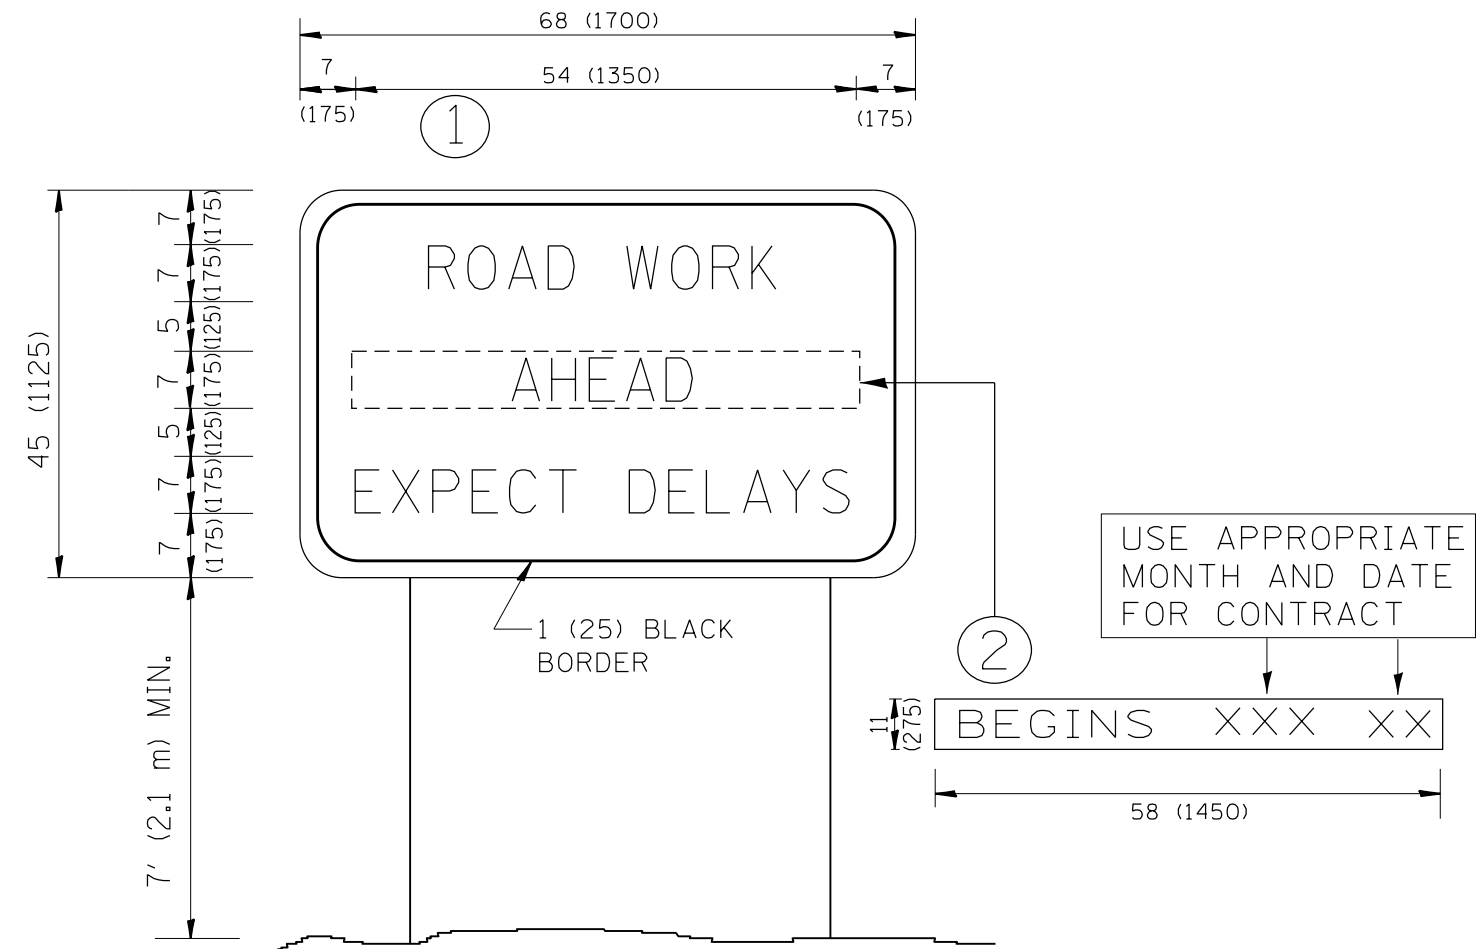 68 (1700)
7 54 (1350) 7
(175) (175)
1
7 (175)
7 (175)
5 (125)
7 (175)
5 (125)
7 (175)
7 (175)
45 (1125)
ROAD WORK
AHEAD
EXPECT DELAYS
1 (25) BLACK
BORDER
7' (2.1 m) MIN.
USE APPROPRIATE
MONTH AND DATE
FOR CONTRACT
2
11
(275)
BEGINS XXX XX
58 (1450)